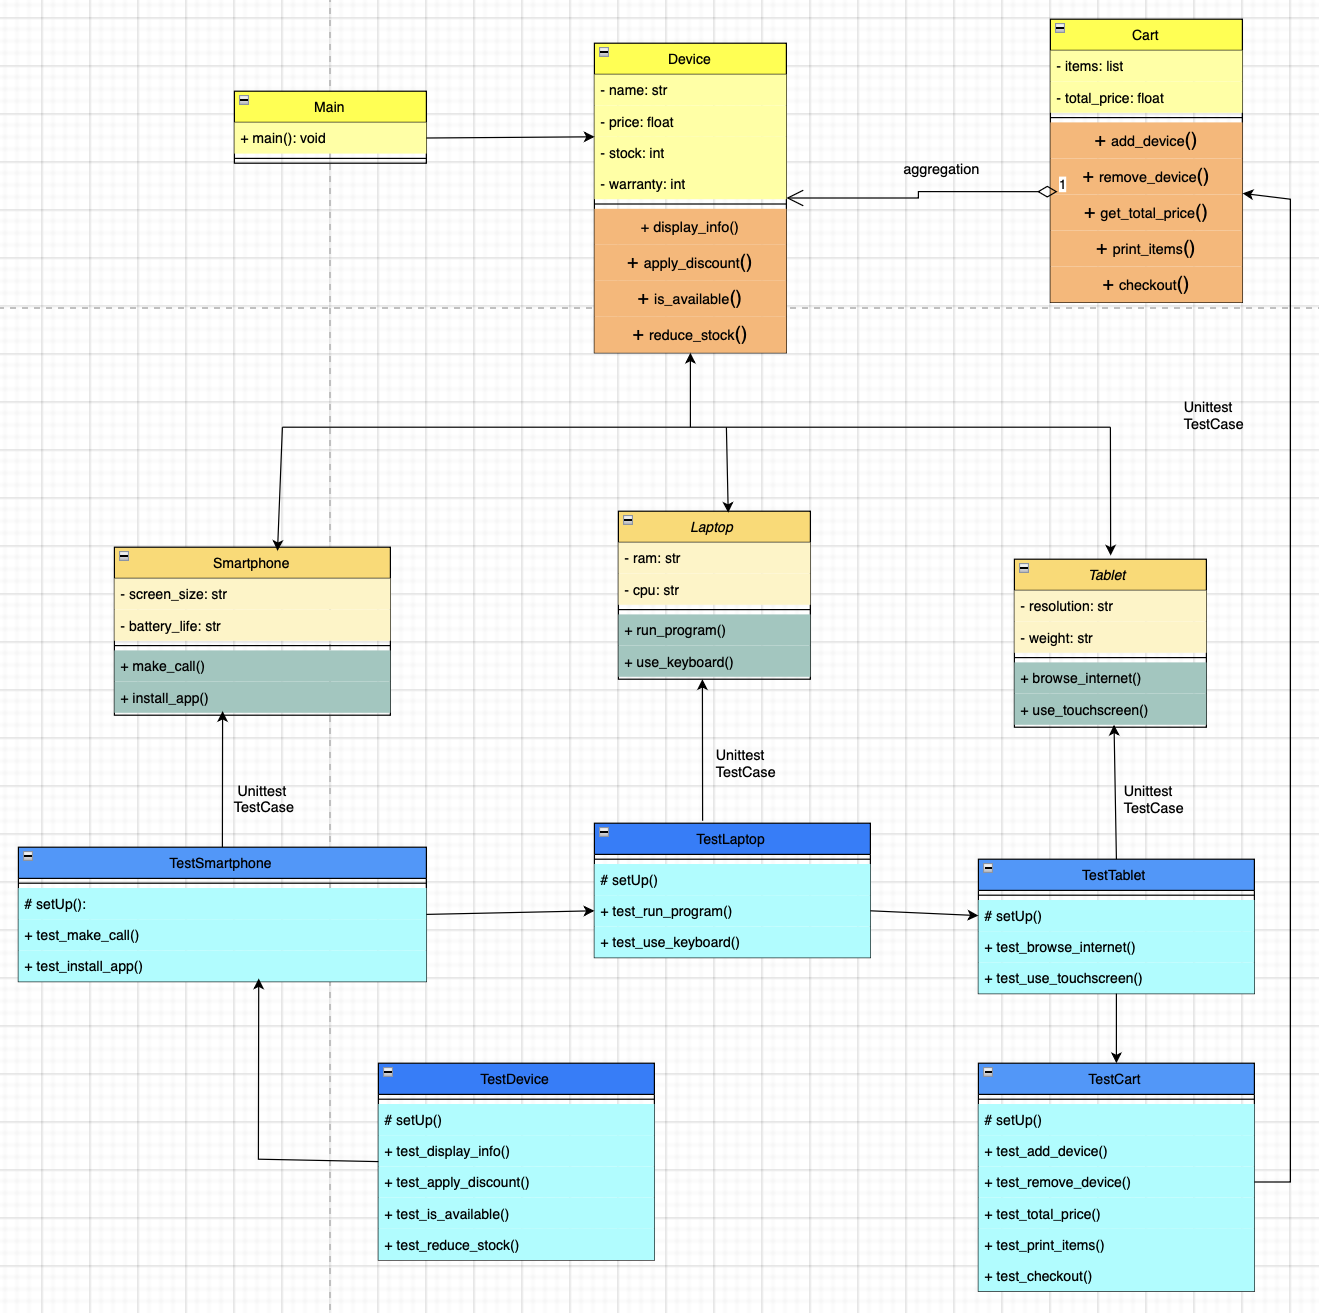 Cart
- items: list
- total_price: float
+ add_device()
+ remove_device()
+ get_total_price()
+ print_items()
+ checkout()
Device
- name: str
- price: float
- stock: int
- warranty: int
+ display_info()
+ apply_discount()
+ is_available()
+ reduce_stock()
Main
+ main(): void
aggregation
1
Unittest
TestCase
Smartphone
- screen_size: str
- battery_life: str
+ make_call()
+ install_app()
Laptop
- ram: str
- cpu: str
+ run_program()
+ use_keyboard()
Tablet
- resolution: str
- weight: str
+ browse_internet()
+ use_touchscreen()
Unittest
TestCase
Unittest
TestCase
Unittest
TestCase
TestSmartphone
# setUp():
+ test_make_call()
+ test_install_app()
TestLaptop
# setUp()
+ test_run_program()
+ test_use_keyboard()
TestTablet
# setUp()
+ test_browse_internet()
+ test_use_touchscreen()
TestDevice
# setUp()
+ test_display_info()
+ test_apply_discount()
+ test_is_available()
+ test_reduce_stock()
TestCart
# setUp()
+ test_add_device()
+ test_remove_device()
+ test_total_price()
+ test_print_items()
+ test_checkout()